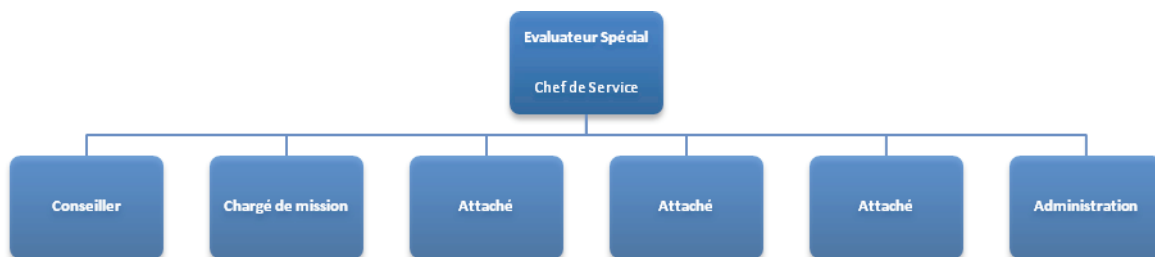 Evaluateur Spécial
Chef de Service
Conseiller
Chargé de mission
Attaché
Attaché
Attaché
Administration